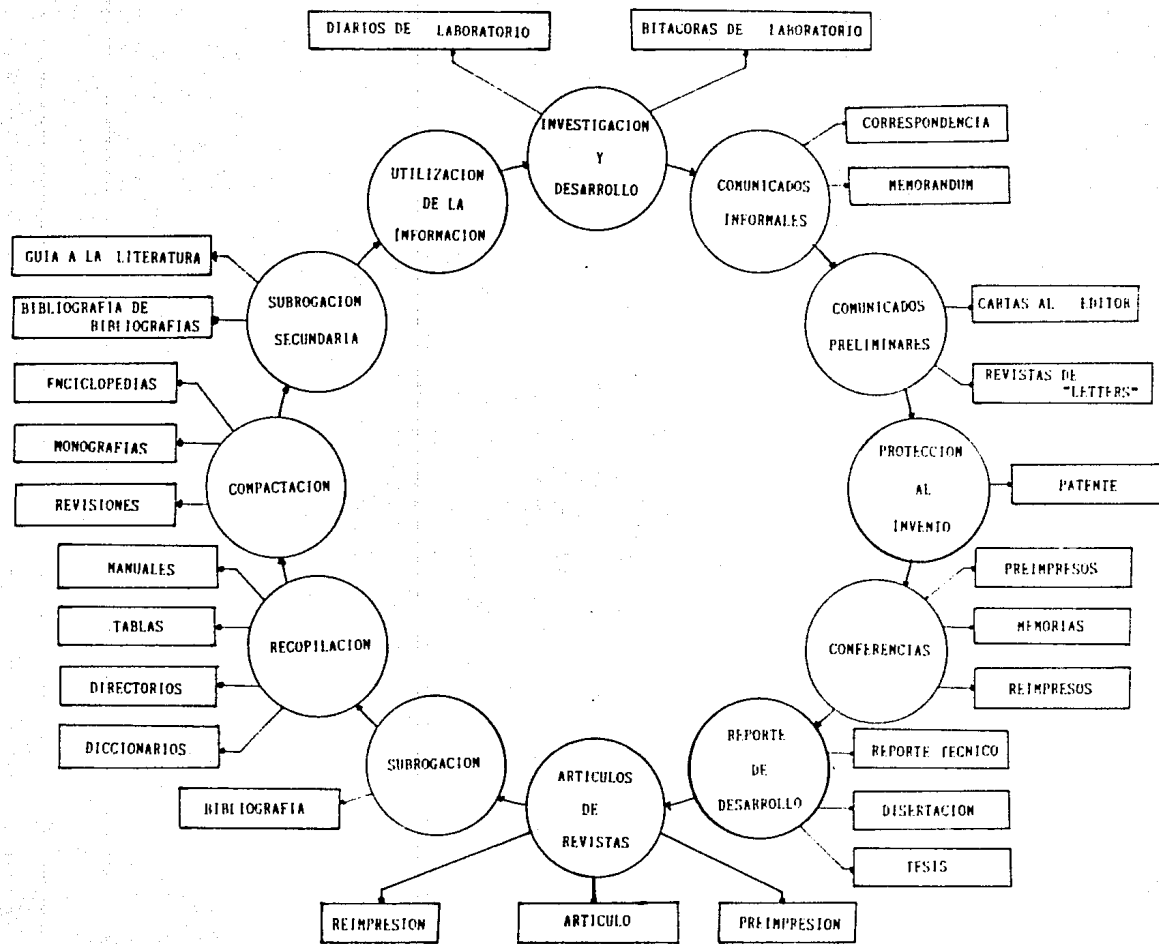 DIARIOS DE LABORATORIO
BITACORAS DE LABORATORIO
INVESTIGACION
Y
DESARROLLO
CORRESPONDENCIA
MEMORANDUM
COMUNICADOS
INFORMALES
UTILIZACION
DE LA
INFORMACION
GUIA A LA LITERATURA
BIBLIOGRAFIA DE
BIBLIOGRAFIAS
SUBROGACION
SECUNDARIA
COMUNICADOS
PRELIMINARES
CARTAS AL EDITOR
REVISTAS DE
"LETTERS"
ENCICLOPEDIAS
MONOGRAFIAS
REVISIONES
COMPACTACION
PROTECCION
AL
INVENTO
PATENTE
MANUALES
TABLAS
DIRECTORIOS
DICCIONARIOS
RECOPILACION
CONFERENCIAS
PREIMPRESOS
MEMORIAS
REIMPRESOS
SUBROGACION
BIBLIOGRAFIA
ARTICULOS
DE
REVISTAS
REPORTE
DE
DESARROLLO
REPORTE TECNICO
DISERTACION
TESIS
REIMPRESION
ARTICULO
PREIMPRESION